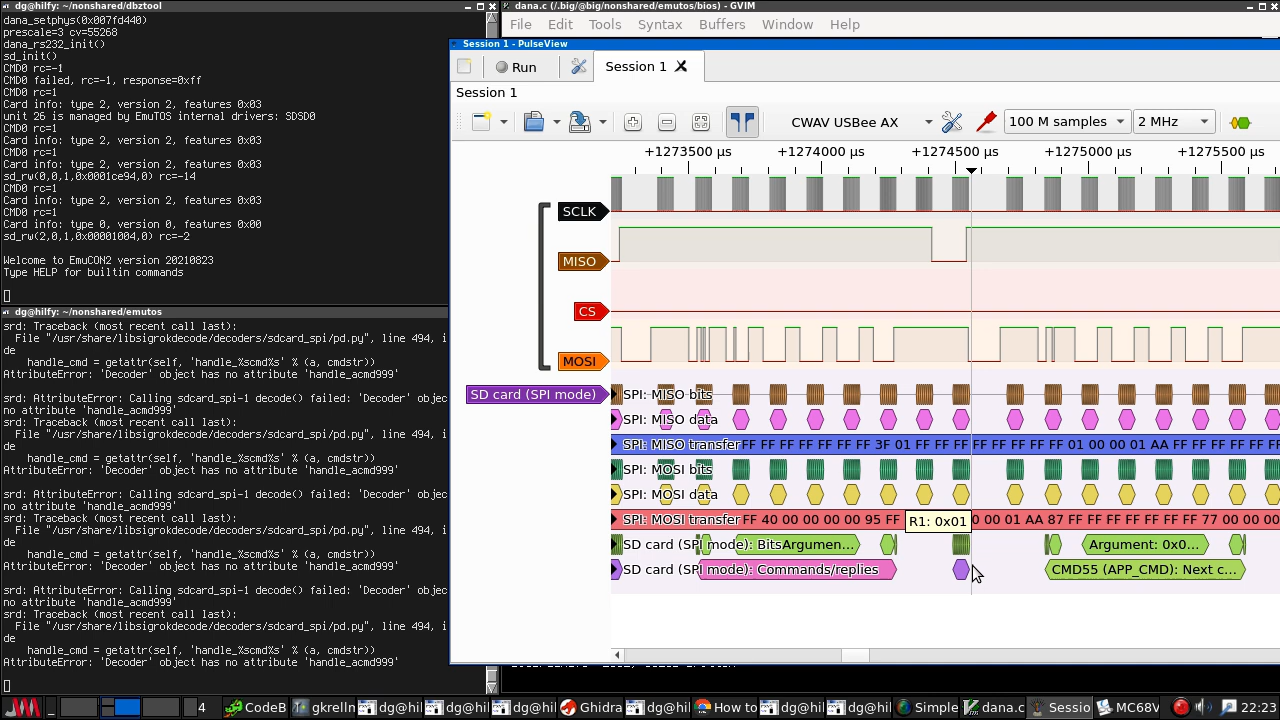 dg@hilfy: ~/nonshared/dbztool
dana_setphys(0x007fd440)
prescale=3 cv=55268
dana_rs232_init()
sd_init()
CMD0 rc=-1
CMD0 failed, rc=-1, response=0xff
CMD0 rc=1
Card info: type 2, version 2, features 0x03
unit 26 is managed by EmuTOS internal drivers: SDSD0
CMD0 rc=1
Card info: type 2, version 2, features 0x03
CMD0 rc=1
Card info: type 2, version 2, features 0x03
sd_rw(0,0,1,0x0001ce94,0) rc=-14
CMD0 rc=1
Card info: type 2, version 2, features 0x03
CMD0 rc=1
Card info: type 0, version 0, features 0x00
sd_rw(2,0,1,0x00001004,0) rc=-2
Welcome to EmuCON2 version 20210823
Type HELP for builtin commands
dg@hilfy: ~/nonshared/emutos
srd: Traceback (most recent call last):
File "/usr/share/libsigrokdecode/decoders/sdcard_spi/pd.py", line 494, i
de
handle_cmd = getattr(self, 'handle_%scmd%s' % (a, cmdstr))
AttributeError: 'Decoder' object has no attribute 'handle_acmd999'
srd: AttributeError: Calling sdcard_spi-1 decode() failed: 'Decoder' objec
no attribute 'handle_acmd999'
srd: Traceback (most recent call last):
File "/usr/share/libsigrokdecode/decoders/sdcard_spi/pd.py", line 494, i
de
handle_cmd = getattr(self, 'handle_%scmd%s' % (a, cmdstr))
AttributeError: 'Decoder' object has no attribute 'handle_acmd999'
srd: AttributeError: Calling sdcard_spi-1 decode() failed: 'Decoder' objec
no attribute 'handle_acmd999'
srd: Traceback (most recent call last):
File "/usr/share/libsigrokdecode/decoders/sdcard_spi/pd.py", line 494, i
de
handle_cmd = getattr(self, 'handle_%scmd%s' % (a, cmdstr))
AttributeError: 'Decoder' object has no attribute 'handle_acmd999'
srd: AttributeError: Calling sdcard_spi-1 decode() failed: 'Decoder' objec
no attribute 'handle_acmd999'
srd: Traceback (most recent call last):
File "/usr/share/libsigrokdecode/decoders/sdcard_spi/pd.py", line 494, i
de
handle_cmd = getattr(self, 'handle_%scmd%s' % (a, cmdstr))
AttributeError: 'Decoder' object has no attribute 'handle_acmd999'
dana.c (/.big/@big/nonshared/emutos/bios) - GVIM
File Edit Tools Syntax Buffers Window Help
Session 1 - PulseView
Run Session 1
Session 1
CWAV USBee AX 100 M samples 2 MHz
+1273500 µs +1274000 µs +1274500 µs +1275000 µs +1275500 µs
SCLK
MISO
CS
MOSI
SD card (SPI mode) SPI: MISO bits
SPI: MISO data
SPI: MISO transfer FF FF FF FF FF FF FF 3F 01 FF FF FF FF FF FF FF FF 01 00 00 01 AA FF FF FF FF FF
SPI: MOSI bits
SPI: MOSI data
SPI: MOSI transfer FF 40 00 00 00 00 95 FF R1: 0x01 0 00 01 AA 87 FF FF FF FF FF FF 77 00 00 00
SD card (SPI mode): Bits Argumen... Argument: 0x0...
SD card (SPI mode): Commands/replies CMD55 (APP_CMD): Next c...
4 CodeB gkrelln dg@hil dg@hil dg@hil Ghidra How to dg@hil dg@hil Simple dana.c Sessio MC68V 22:23